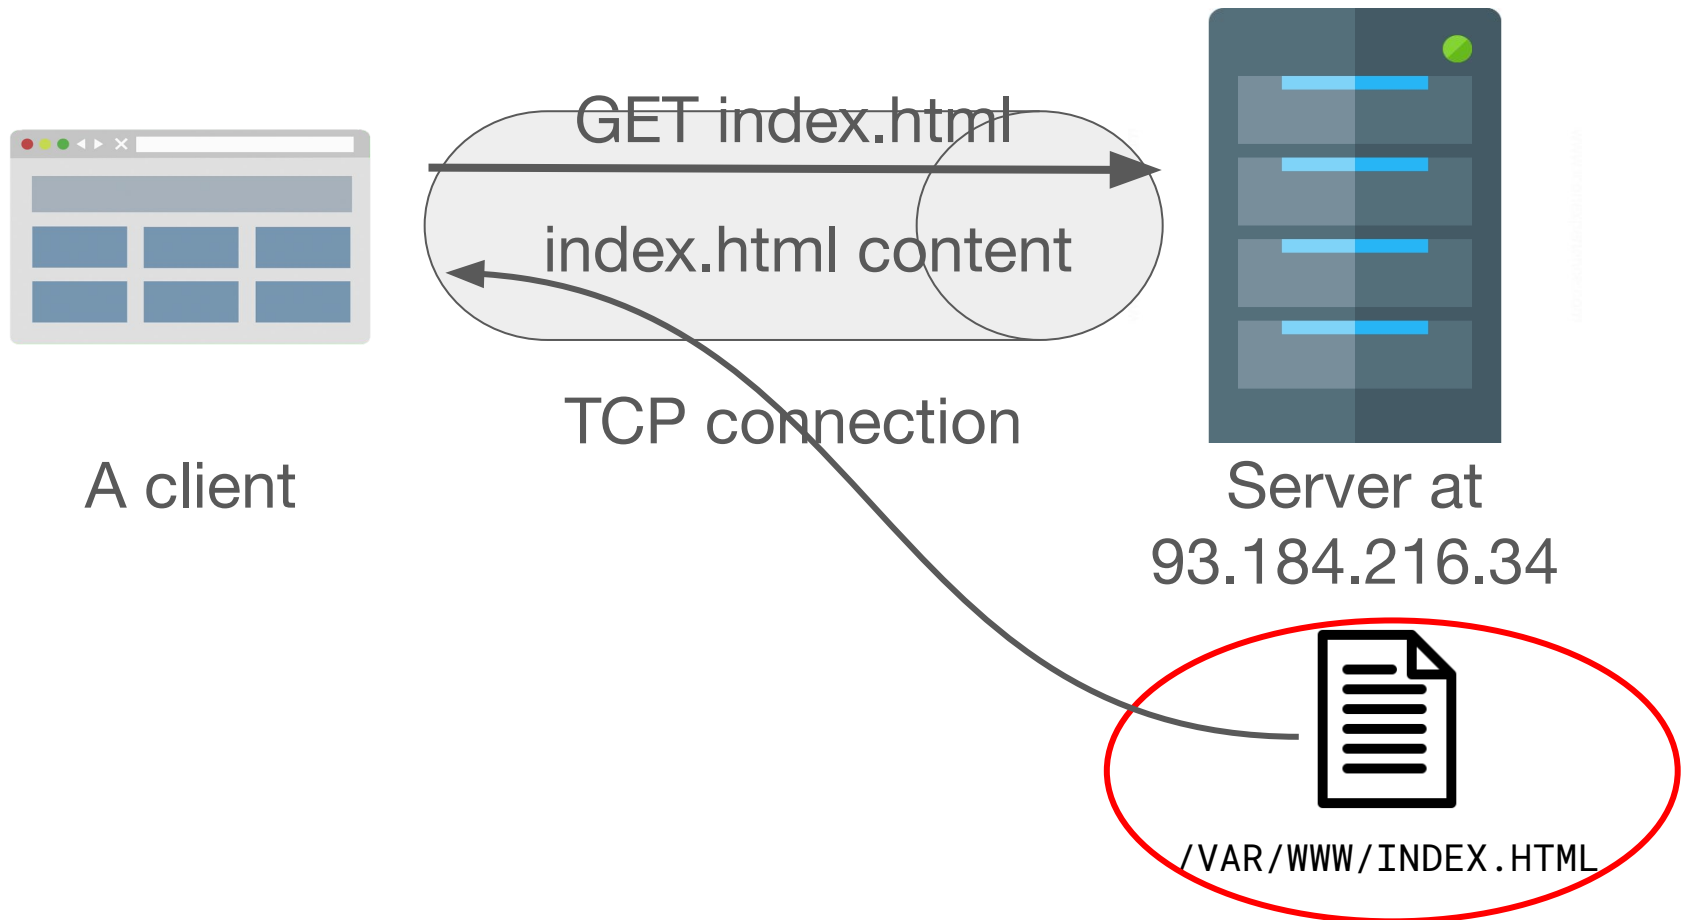 GET index.html
index.html content
TCP connection
A client
Server at
93.184.216.34
/VAR/WWW/INDEX.HTML